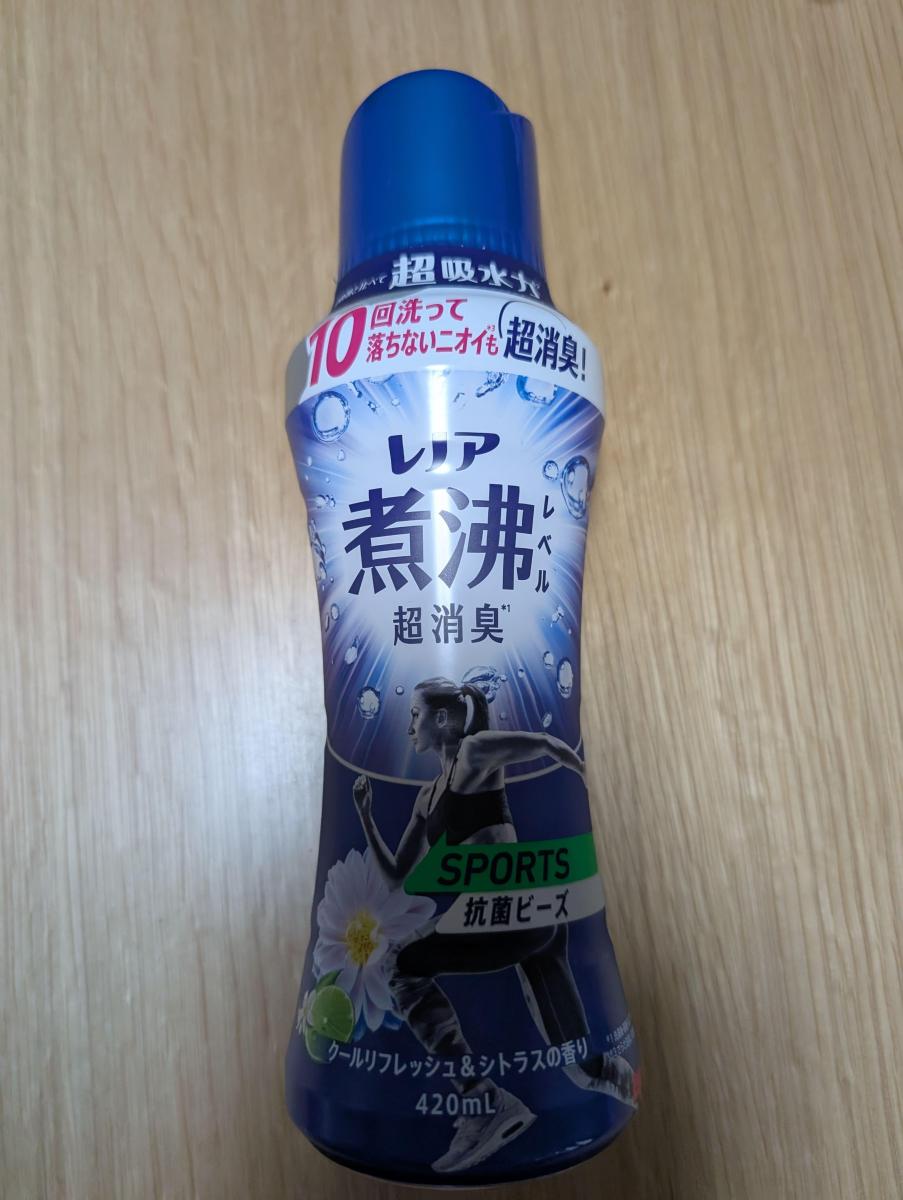 超吸水力
10回洗って
落ちないニオイも*3
超消臭!
レノア
煮沸
レベル
超消臭*1
SPORTS
抗菌ビーズ
クールリフレッシュ&シトラスの香り
420mL